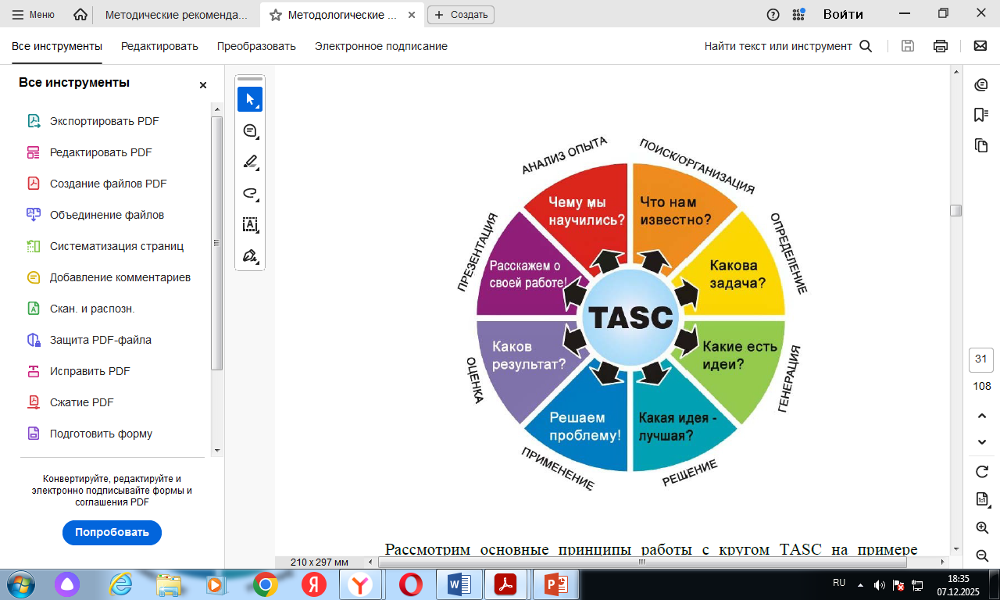 Меню
Методические рекоменда...
Методологические ...
Создать
Войти
Все инструменты
Редактировать
Преобразовать
Электронное подписание
Найти текст или инструмент
Все инструменты
Экспортировать PDF
Редактировать PDF
Создание файлов PDF
Объединение файлов
Систематизация страниц
Добавление комментариев
Скан. и распозн.
Защита PDF-файла
Исправить PDF
Сжатие PDF
Подготовить форму
Конвертируйте, редактируйте и
электронно подписывайте формы и
соглашения PDF
Попробовать
АНАЛИЗ ОПЫТА
ПОИСК/ОРГАНИЗАЦИЯ
Чему мы
научились?
Что нам
известно?
ПРЕЗЕНТАЦИЯ
ОПРЕДЕЛЕНИЕ
Расскажем о
своей работе!
Какова
задача?
TASC
Каков
результат?
Какие есть
идеи?
ОЦЕНКА
ГЕНЕРАЦИЯ
Решаем
проблему!
Какая идея -
лучшая?
ПРИМЕНЕНИЕ
РЕШЕНИЕ
Рассмотрим основные принципы работы с кругом TASC на примере
210 x 297 мм
31
108
1:1
RU
18:35
07.12.2025